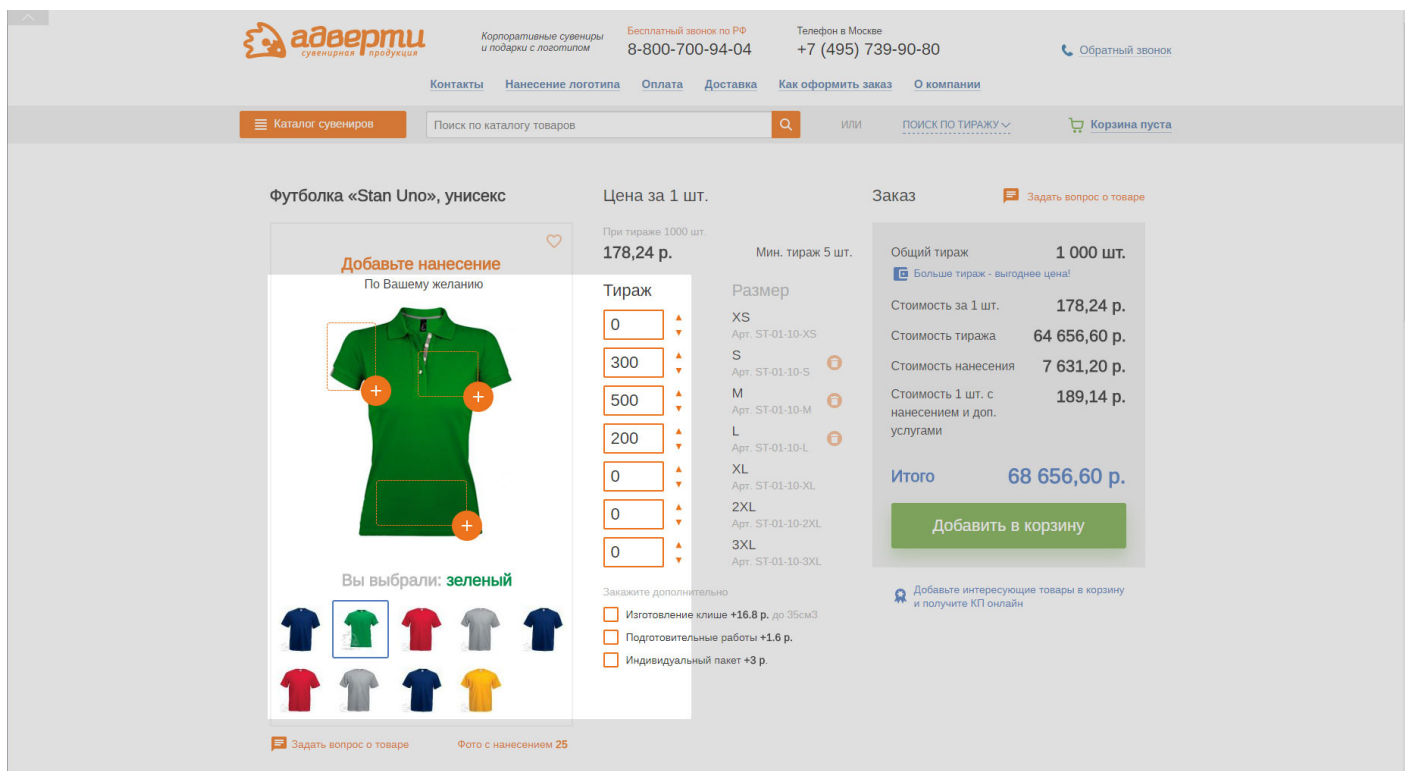 адверти
сувенирная продукция
Корпоративные сувениры
и подарки с логотипом
Бесплатный звонок по РФ
8-800-700-94-04
Телефон в Москве
+7 (495) 739-90-80
Обратный звонок
Контакты Нанесение логотипа Оплата Доставка Как оформить заказ О компании
Каталог сувениров
Поиск по каталогу товаров
ИЛИ
ПОИСК ПО ТИРАЖУ
Корзина пуста
Футболка «Stan Uno», унисекс
Добавьте нанесение
По Вашему желанию
Вы выбрали: зеленый
Задать вопрос о товаре
Фото с нанесением 25
Цена за 1 шт.
При тираже 1000 шт.
178,24 р.
Мин. тираж 5 шт.
Тираж Размер
0 XS
Арт. ST-01-10-XS
300 S
Арт. ST-01-10-S
500 M
Арт. ST-01-10-M
200 L
Арт. ST-01-10-L
0 XL
Арт. ST-01-10-XL
0 2XL
Арт. ST-01-10-2XL
0 3XL
Арт. ST-01-10-3XL
Закажите дополнительно
Изготовление клише +16.8 р. до 35см3
Подготовительные работы +1.6 р.
Индивидуальный пакет +3 р.
Заказ
Задать вопрос о товаре
Общий тираж 1 000 шт.
Больше тираж - выгоднее цена!
Стоимость за 1 шт. 178,24 р.
Стоимость тиража 64 656,60 р.
Стоимость нанесения 7 631,20 р.
Стоимость 1 шт. с 189,14 р.
нанесением и доп.
услугами
Итого 68 656,60 р.
Добавить в корзину
Добавьте интересующие товары в корзину
и получите КП онлайн